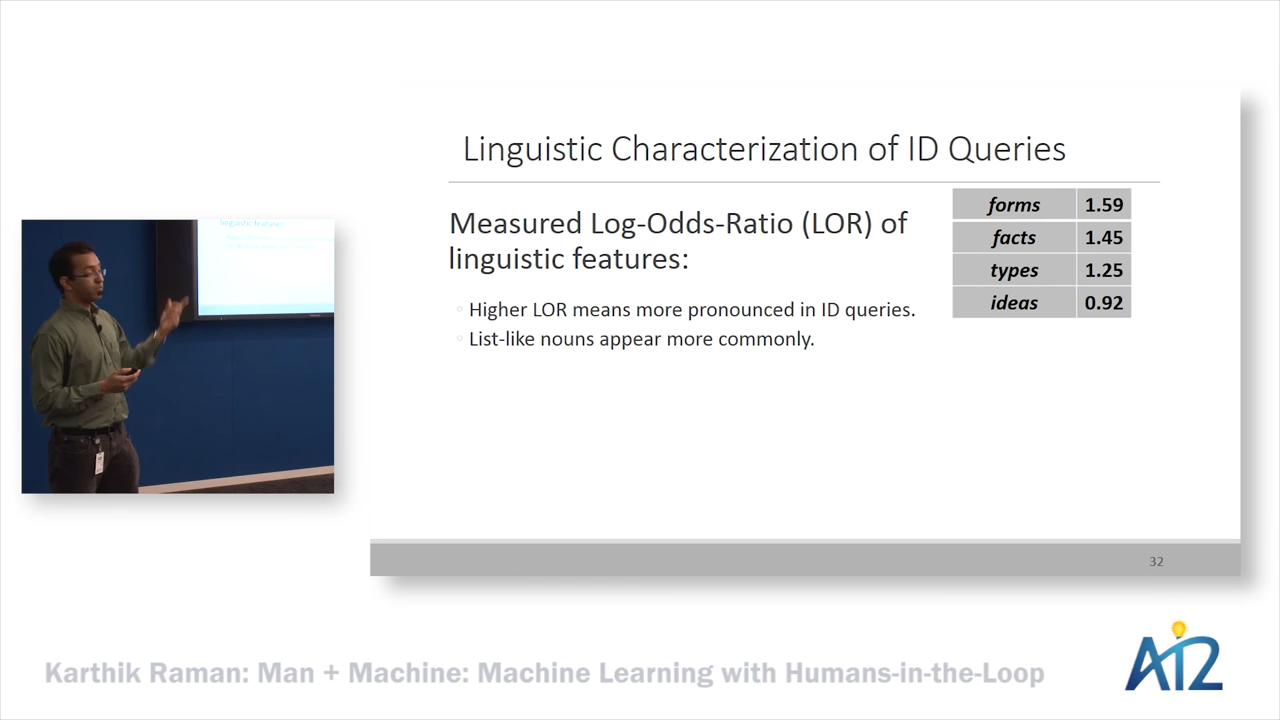 Linguistic Characterization of ID Queries
Measured Log-Odds-Ratio (LOR) of
linguistic features:
Higher LOR means more pronounced in ID queries.
List-like nouns appear more commonly.
forms 1.59
facts 1.45
types 1.25
ideas 0.92
32
linguistic features:
Karthik Raman: Man + Machine: Machine Learning with Humans-in-the-Loop
AI2